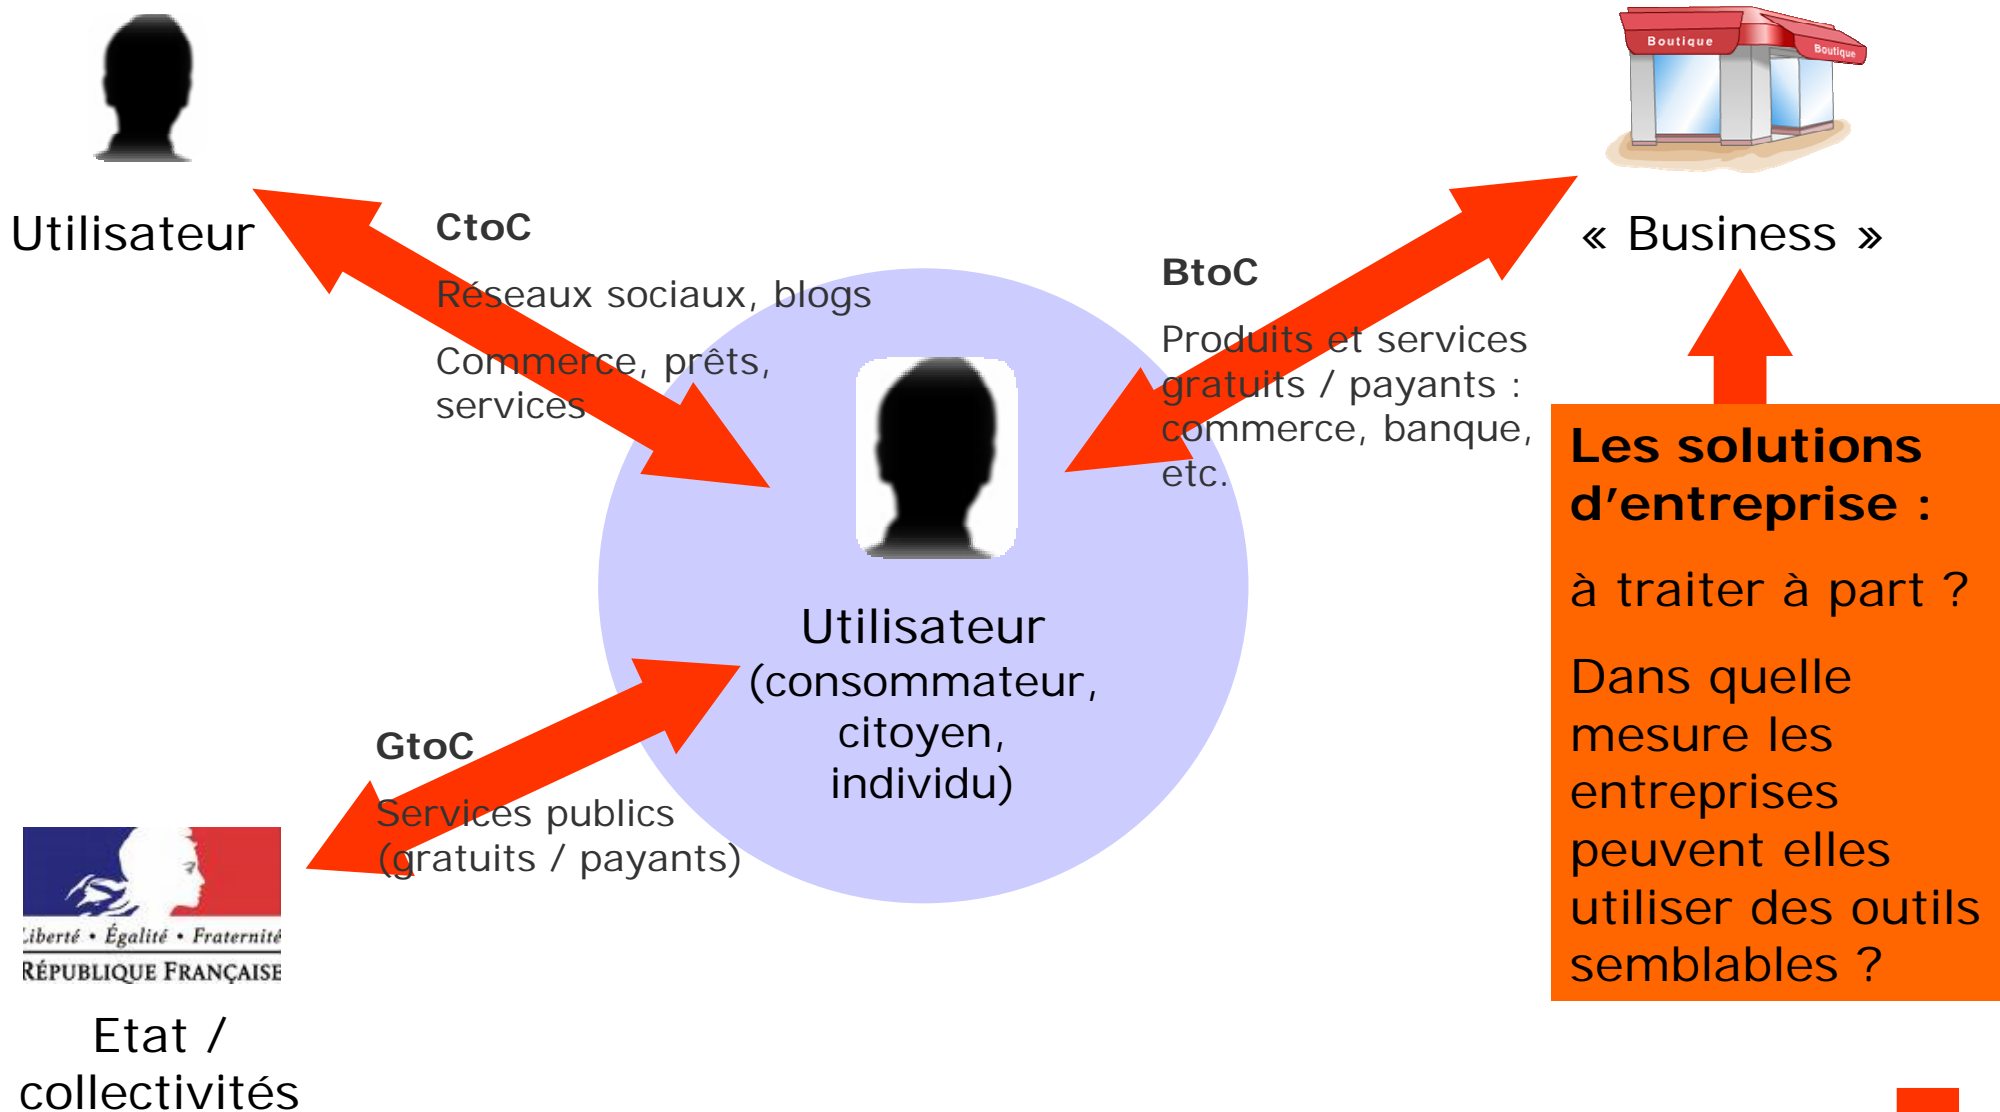 Boutique
Boutique
Utilisateur
« Business »
CtoC
Réseaux sociaux, blogs
Commerce, prêts,
services
BtoC
Produits et services
gratuits / payants :
commerce, banque,
etc.
Utilisateur
(consommateur,
citoyen,
individu)
GtoC
Services publics
(gratuits / payants)
Liberté • Égalité • Fraternité
RÉPUBLIQUE FRANÇAISE
Etat /
collectivités
Les solutions
d’entreprise :
à traiter à part ?
Dans quelle
mesure les
entreprises
peuvent elles
utiliser des outils
semblables ?